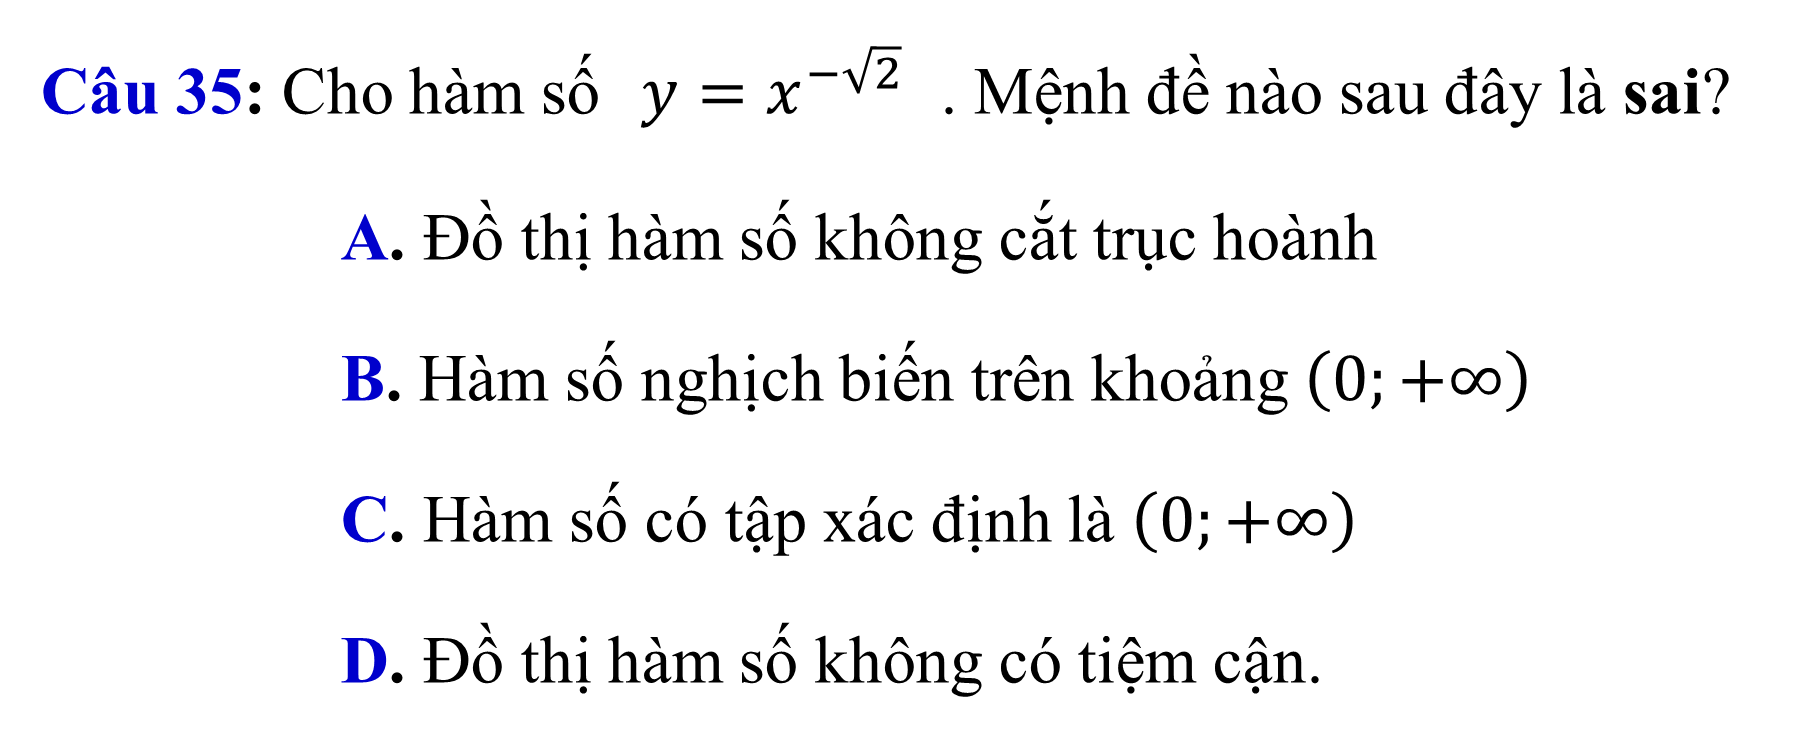 Câu 35: Cho hàm số y = x^{-√2} . Mệnh đề nào sau đây là sai?
A. Đồ thị hàm số không cắt trục hoành
B. Hàm số nghịch biến trên khoảng (0; +∞)
C. Hàm số có tập xác định là (0; +∞)
D. Đồ thị hàm số không có tiệm cận.